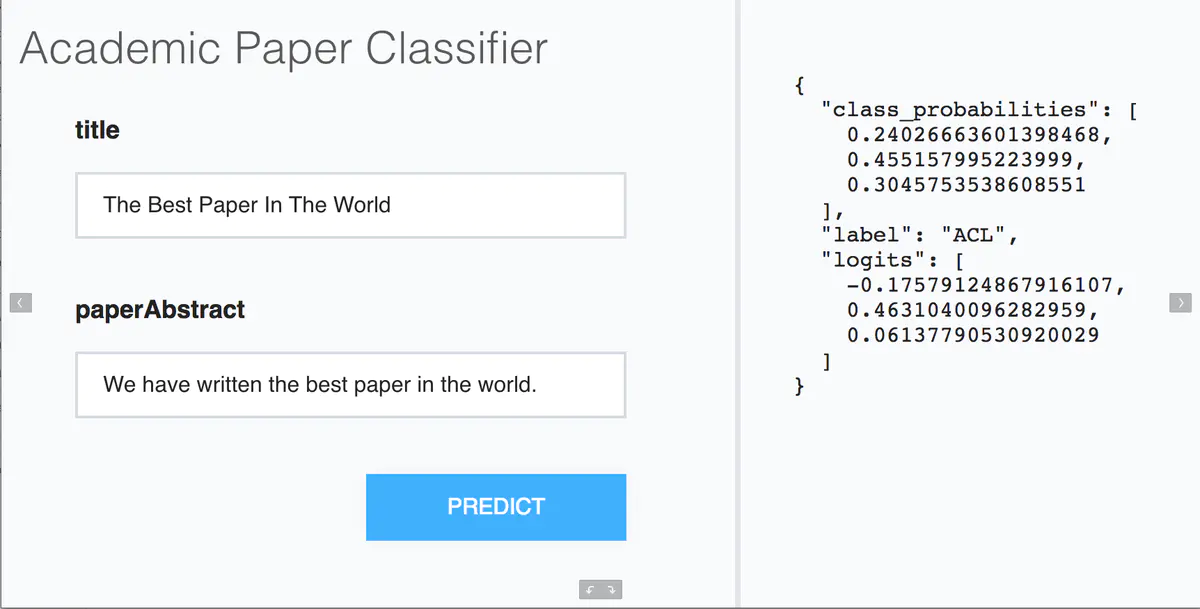 Academic Paper Classifier
title
The Best Paper In The World
paperAbstract
We have written the best paper in the world.
PREDICT
{
"class_probabilities": [
0.24026663601398468,
0.455157995223999,
0.3045753538608551
],
"label": "ACL",
"logits": [
-0.17579124867916107,
0.4631040096282959,
0.06137790530920029
]
}